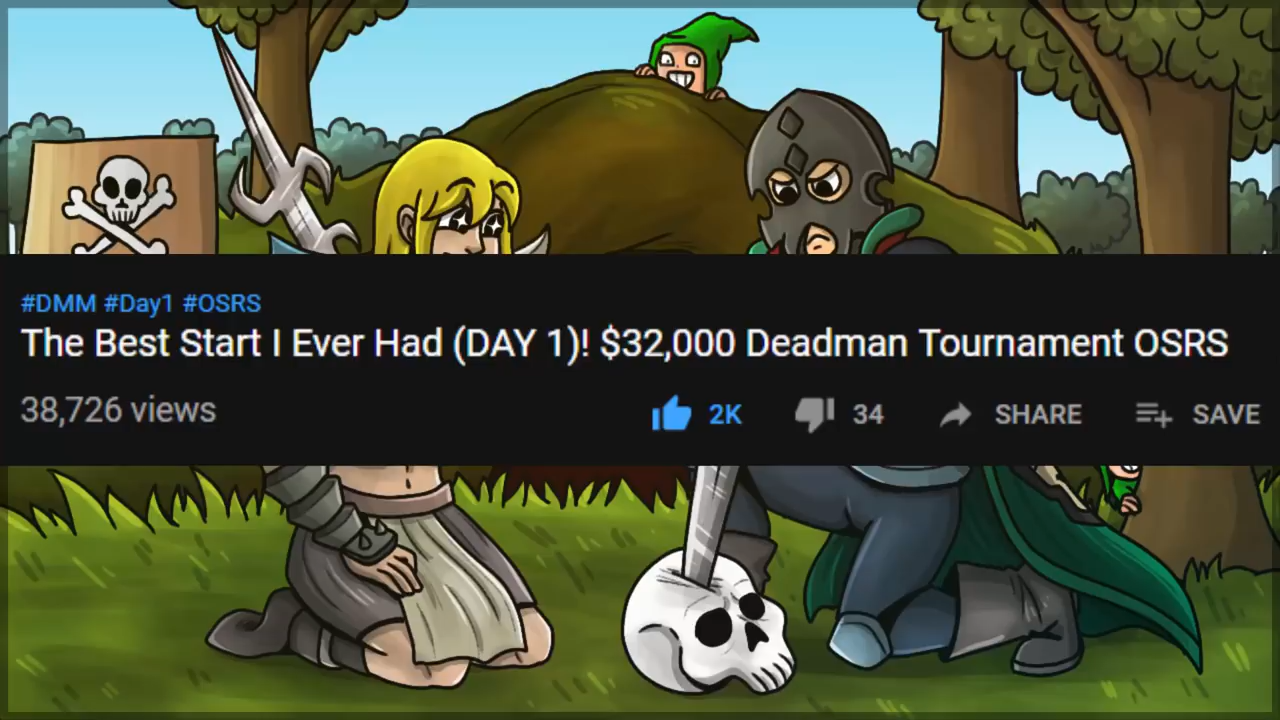 #DMM #Day1 #OSRS
The Best Start I Ever Had (DAY 1)! $32,000 Deadman Tournament OSRS
38,726 views 2K 34 SHARE SAVE